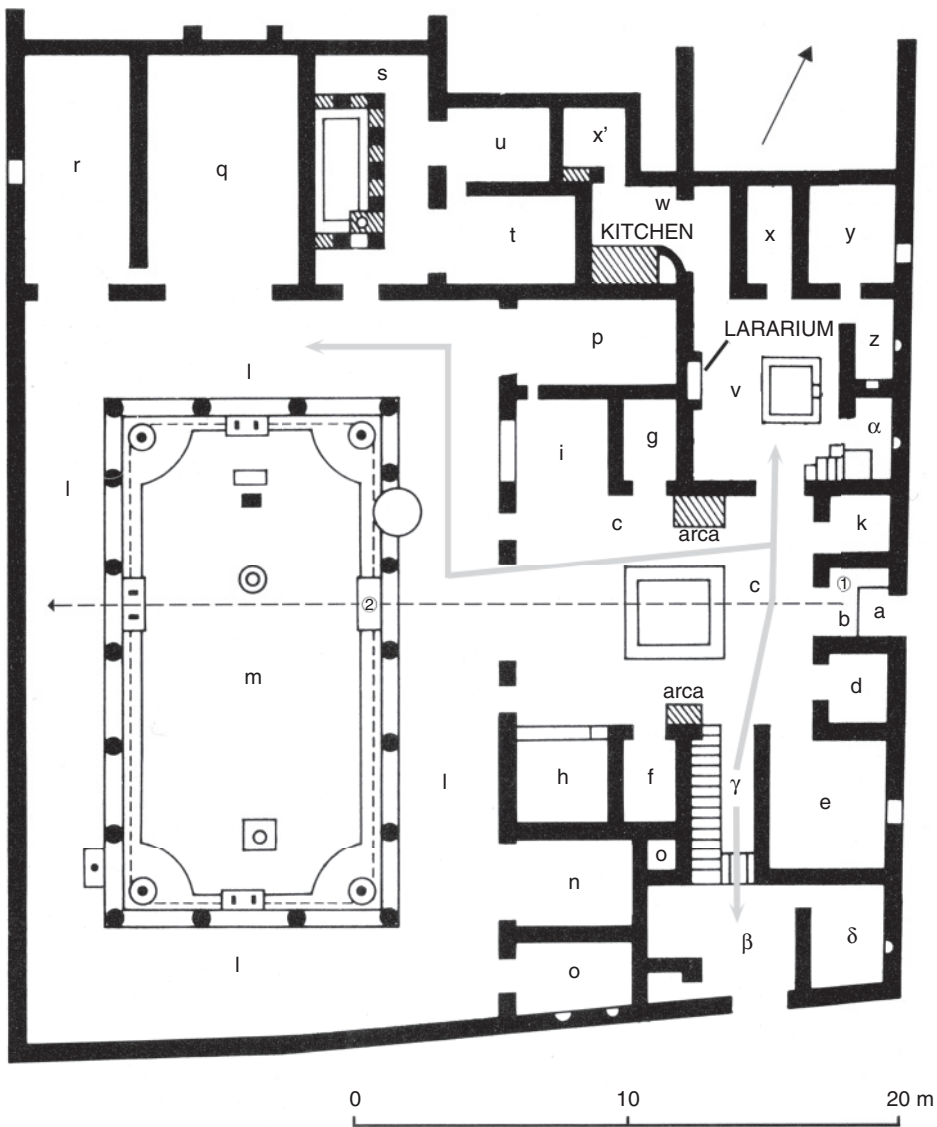 s
u
x'
r
q
w
t
KITCHEN
x
y
p
LARARIUM
z
l
v
α
i
g
l
c
arca
k
①
c
b
a
②
m
arca
d
l
h
f
γ
e
o
n
β
δ
l
o
0
10
20 m